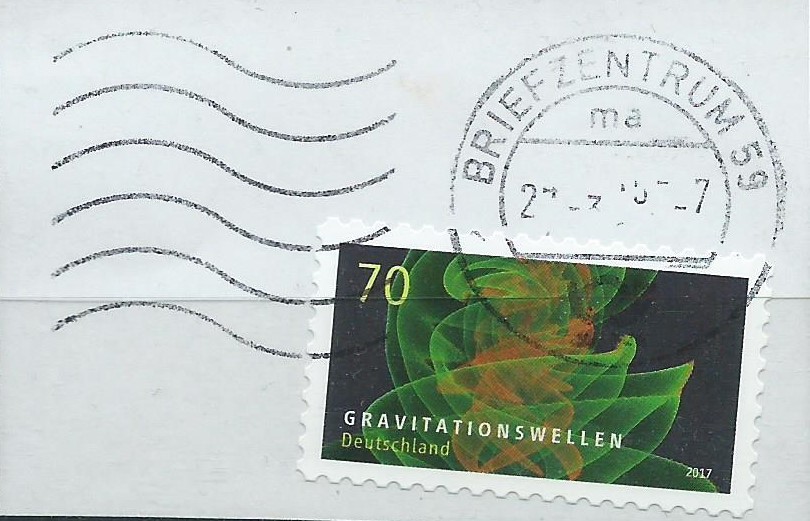 BRIEFZENTRUM 59
ma
70
GRAVITATIONSWELLEN
Deutschland
2017